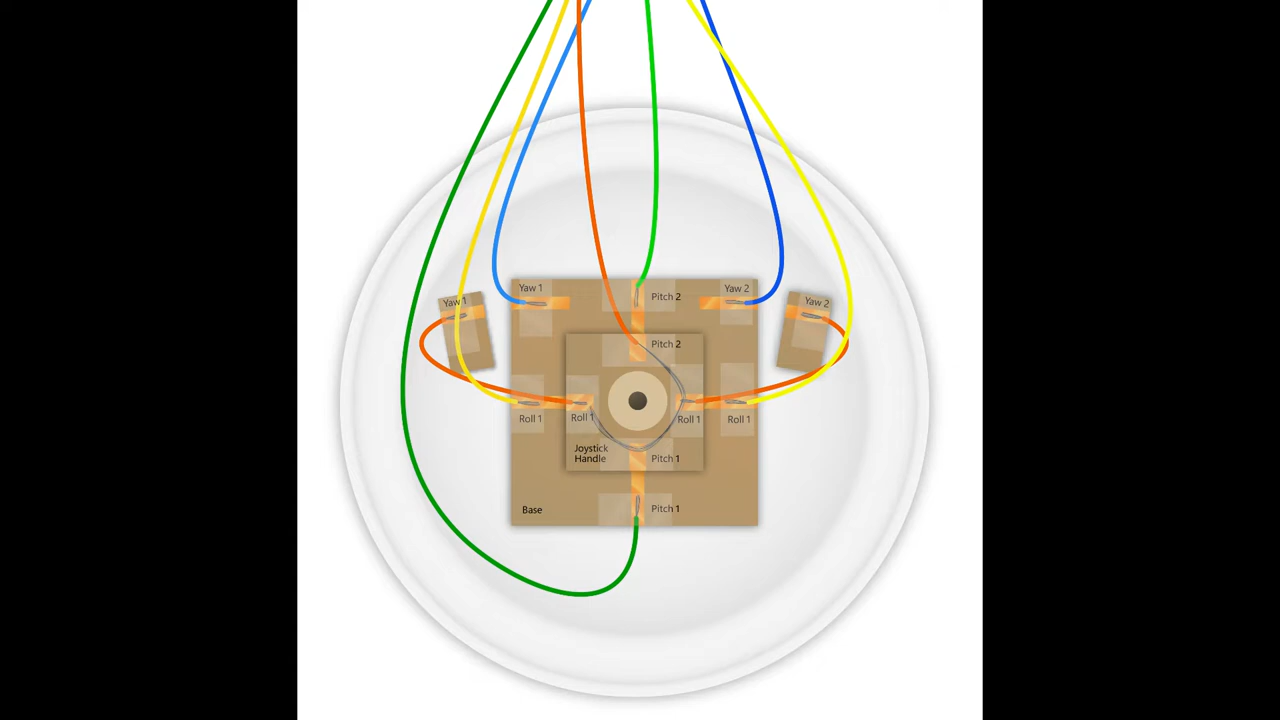 Yaw 1
Yaw 2
Pitch 2
Yaw 1
Yaw 2
Pitch 2
Roll 1
Roll 1
Roll 1
Roll 1
Joystick
Handle
Pitch 1
Base
Pitch 1